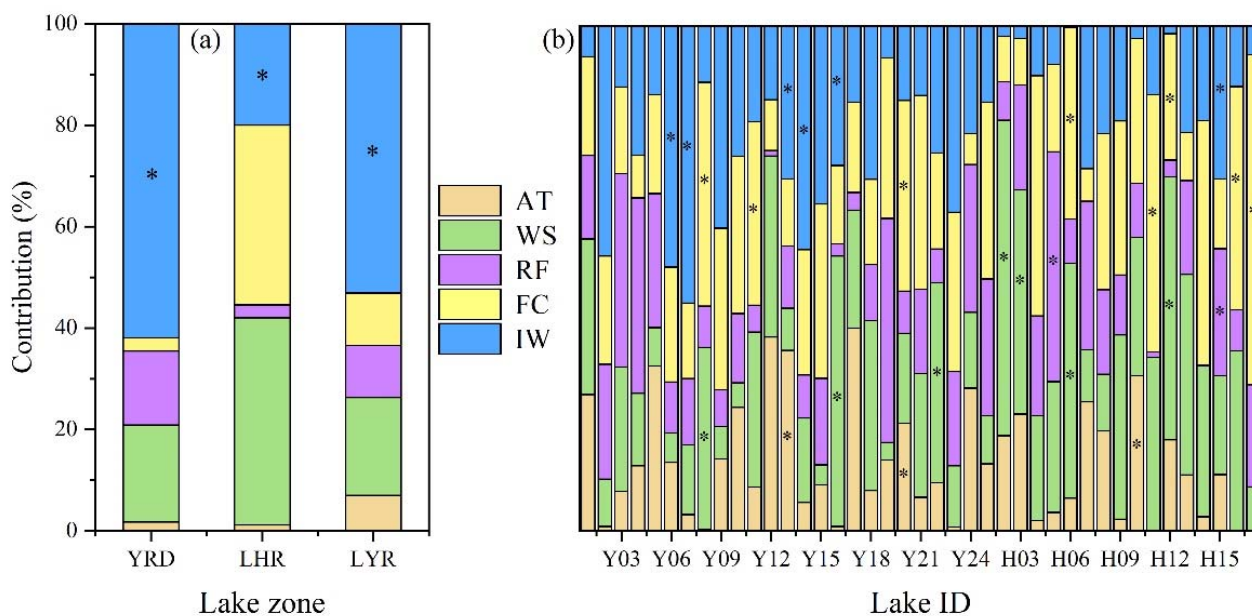 (a)
(b)
Contribution (%)
100
80
60
40
20
0
YRD LHR LYR
Lake zone
AT
WS
RF
FC
IW
Y03 Y06 Y09 Y12 Y15 Y18 Y21 Y24 H03 H06 H09 H12 H15
Lake ID